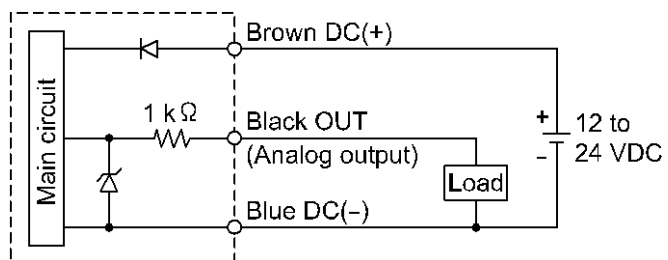 Main circuit
Brown DC(+)
1 kΩ
Black OUT
(Analog output)
Load
Blue DC(−)
+
12 to
−
24 VDC